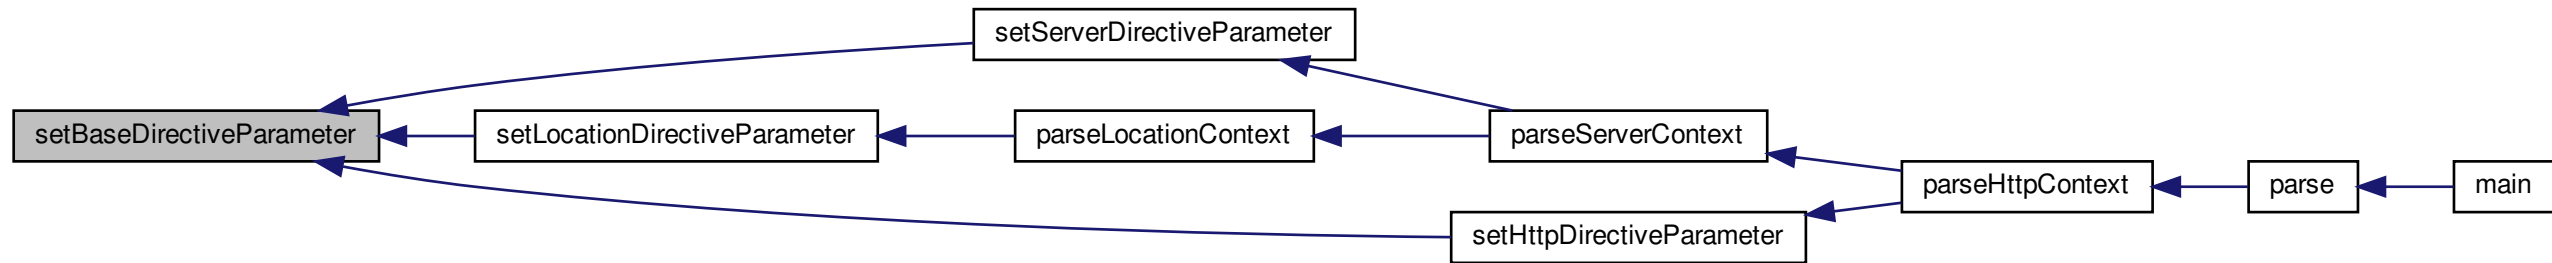 setServerDirectiveParameter
setBaseDirectiveParameter
setLocationDirectiveParameter
parseLocationContext
parseServerContext
parseHttpContext
parse
main
setHttpDirectiveParameter